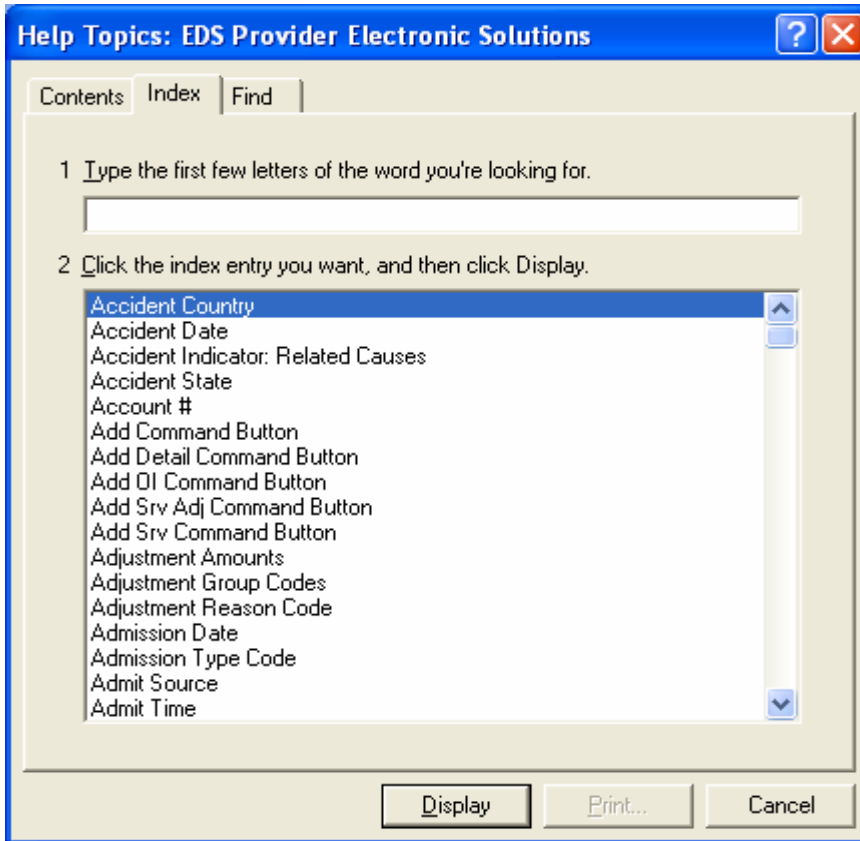 Help Topics: EDS Provider Electronic Solutions
Contents Index Find
1 Type the first few letters of the word you're looking for.
2 Click the index entry you want, and then click Display.
Accident Country
Accident Date
Accident Indicator: Related Causes
Accident State
Account #
Add Command Button
Add Detail Command Button
Add OI Command Button
Add Srv Adj Command Button
Add Srv Command Button
Adjustment Amounts
Adjustment Group Codes
Adjustment Reason Code
Admission Date
Admission Type Code
Admit Source
Admit Time
Display Print... Cancel